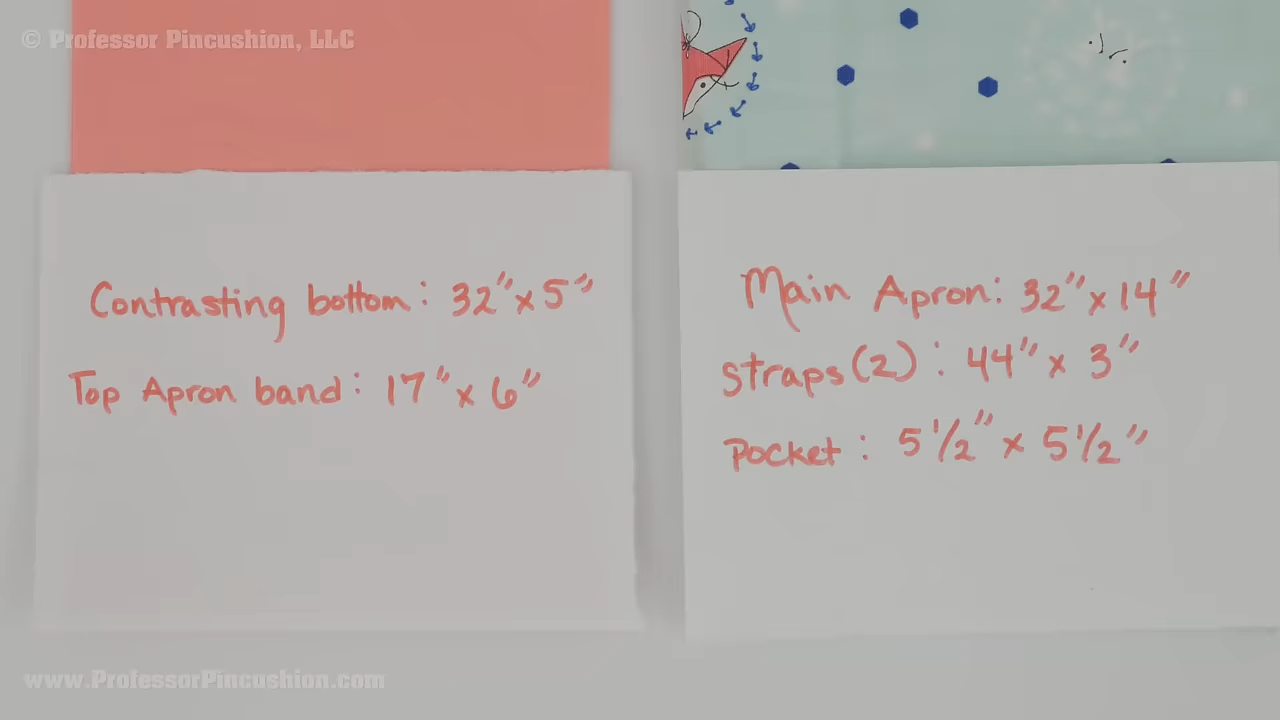 © Professor Pincushion, LLC
Contrasting bottom: 32" x 5"
Top Apron band: 17" x 6"
Main Apron: 32" x 14"
straps (2): 44" x 3"
pocket: 5 1/2" x 5 1/2"
www.ProfessorPincushion.com